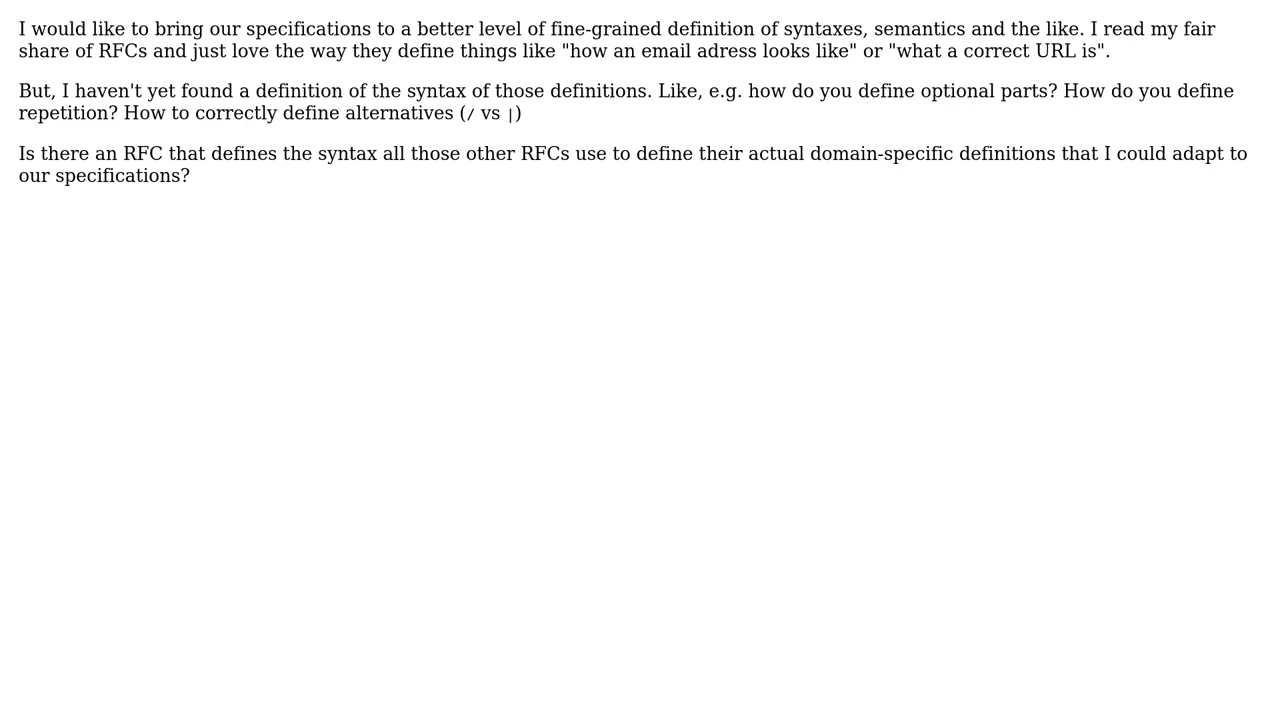 I would like to bring our specifications to a better level of fine-grained definition of syntaxes, semantics and the like. I read my fair
share of RFCs and just love the way they define things like "how an email adress looks like" or "what a correct URL is".
But, I haven't yet found a definition of the syntax of those definitions. Like, e.g. how do you define optional parts? How do you define
repetition? How to correctly define alternatives (/ vs |)
Is there an RFC that defines the syntax all those other RFCs use to define their actual domain-specific definitions that I could adapt to
our specifications?